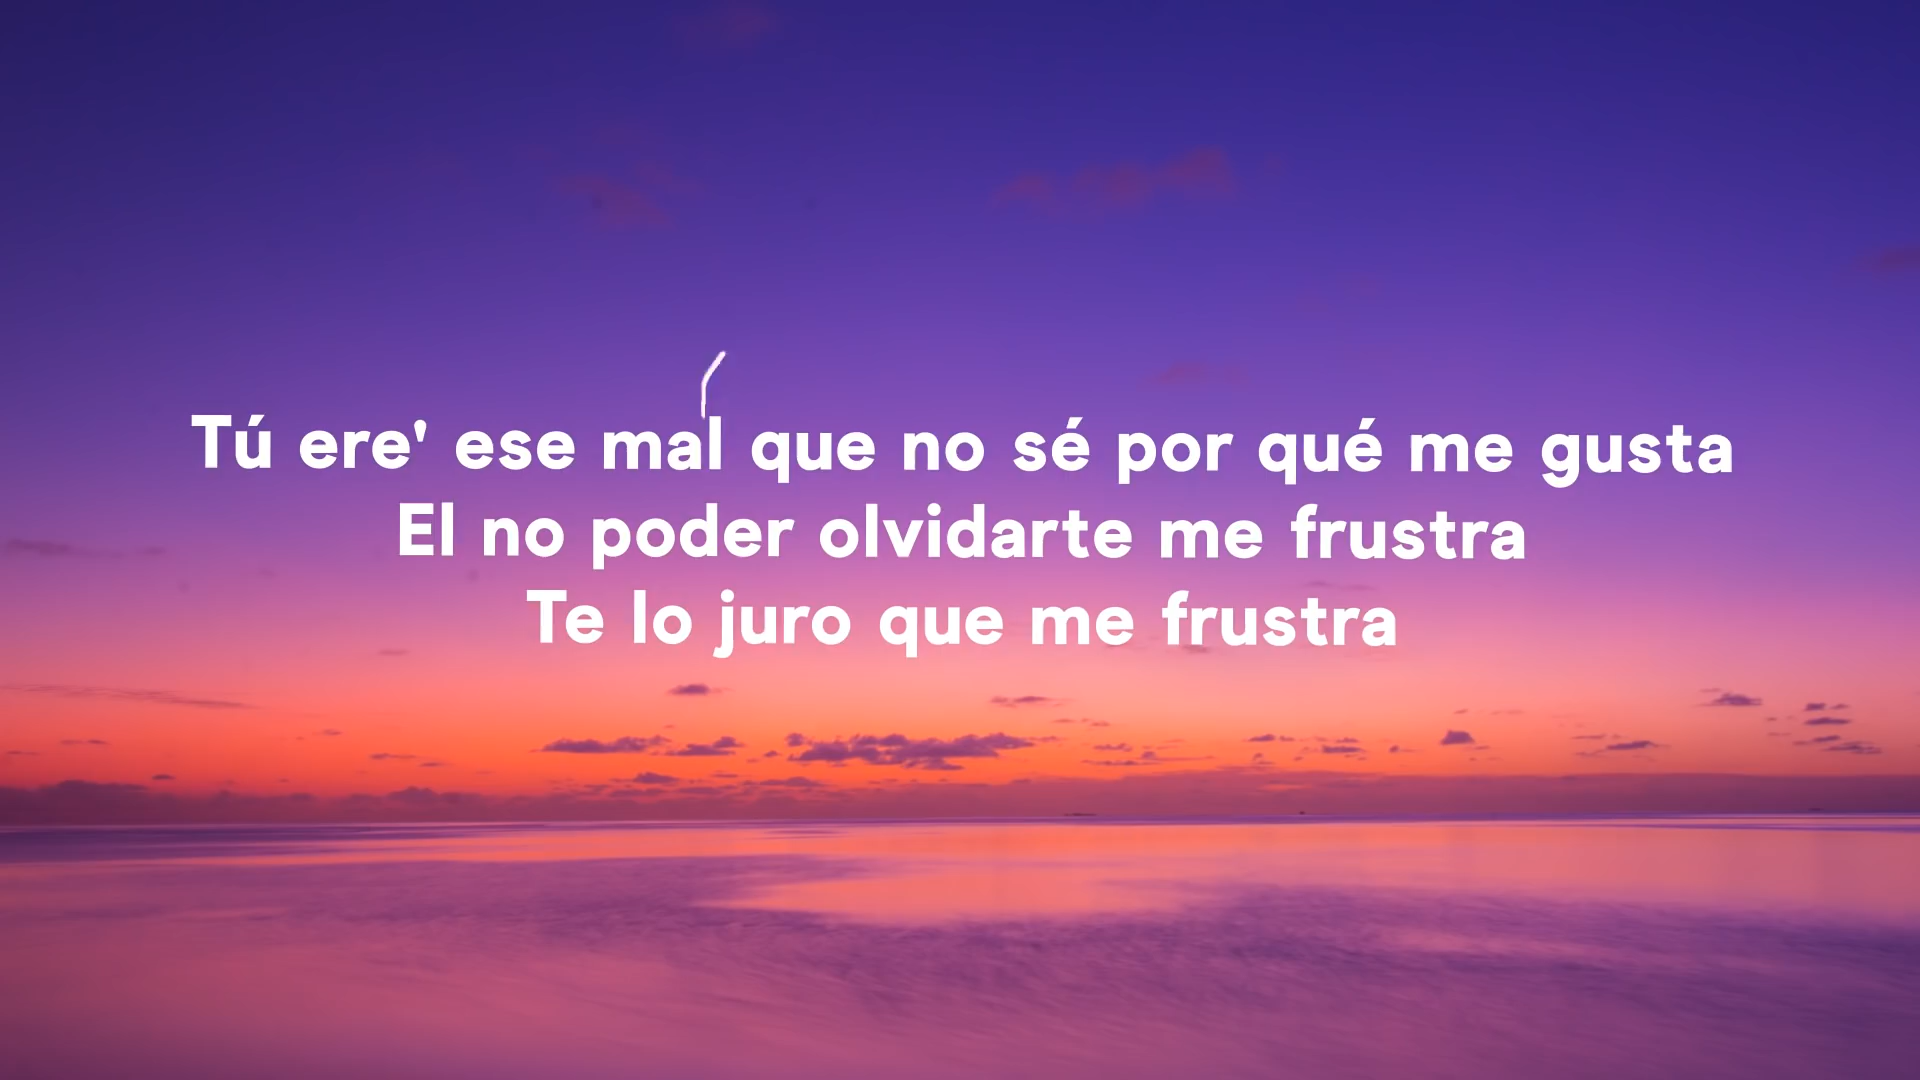 Tú ere' ese mal que no sé por qué me gusta
El no poder olvidarte me frustra
Te lo juro que me frustra